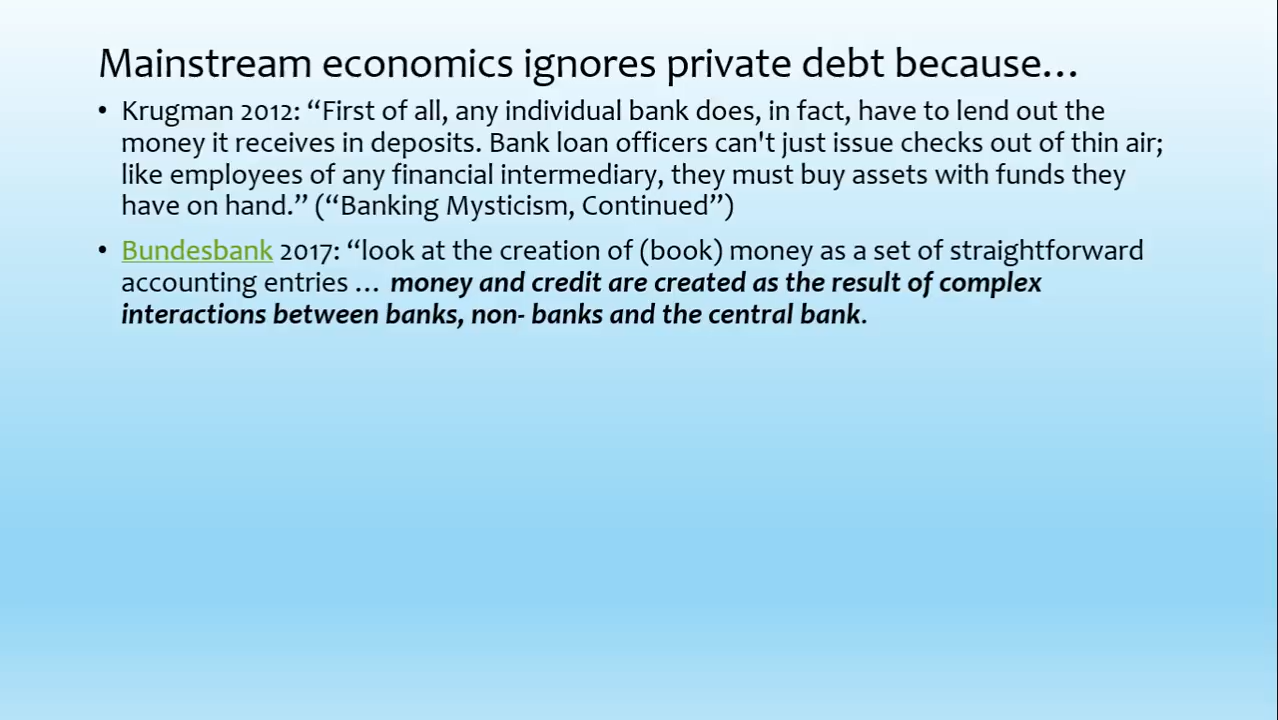 Mainstream economics ignores private debt because…
• Krugman 2012: “First of all, any individual bank does, in fact, have to lend out the
money it receives in deposits. Bank loan officers can't just issue checks out of thin air;
like employees of any financial intermediary, they must buy assets with funds they
have on hand.” (“Banking Mysticism, Continued”)
• Bundesbank 2017: “look at the creation of (book) money as a set of straightforward
accounting entries … money and credit are created as the result of complex
interactions between banks, non- banks and the central bank.